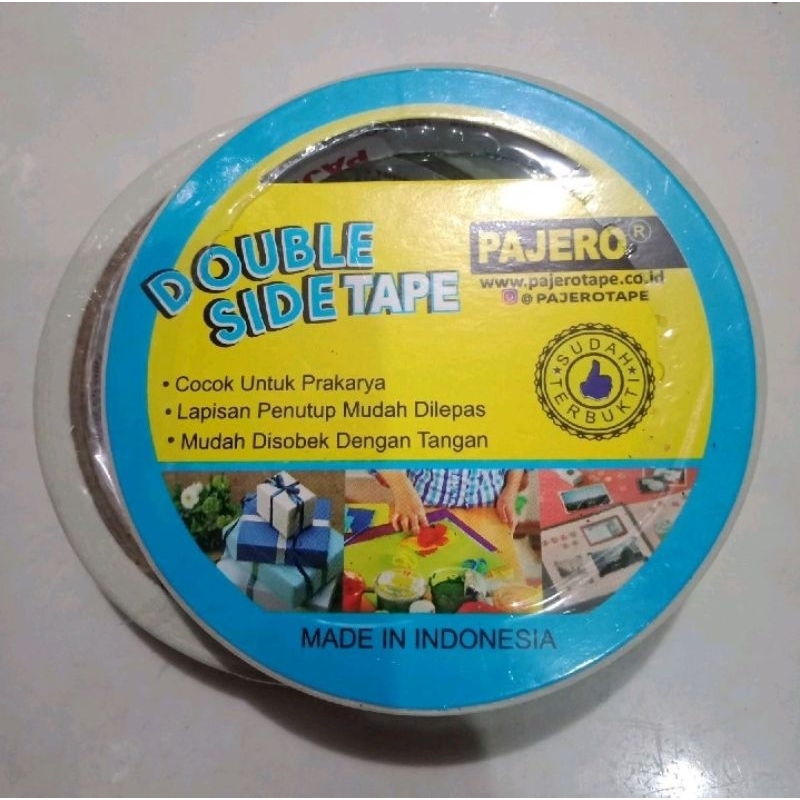 DOUBLE
SIDE TAPE
PAJERO®
www.pajerotape.co.id
@PAJEROTAPE
SUDAH
TERBUKTI
• Cocok Untuk Prakarya
• Lapisan Penutup Mudah Dilepas
• Mudah Disobek Dengan Tangan
MADE IN INDONESIA